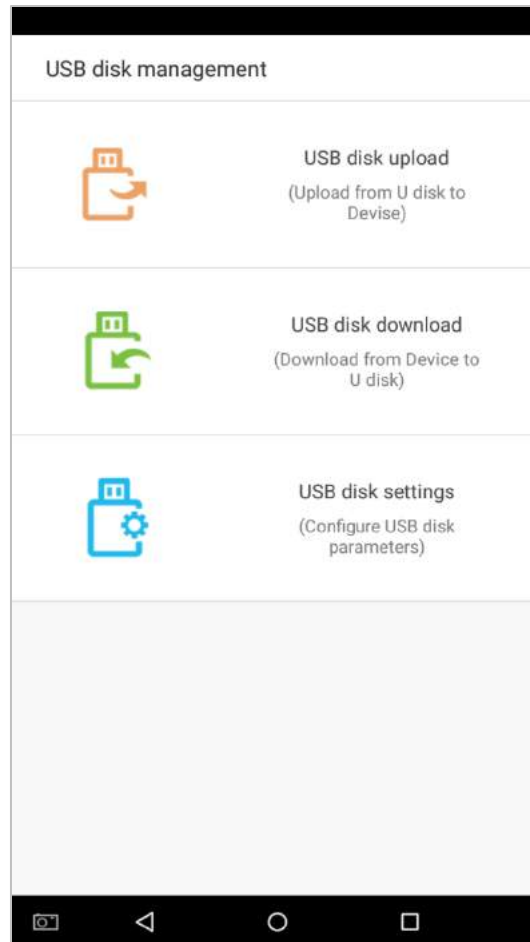 USB disk management
USB disk upload
(Upload from U disk to
Devise)
USB disk download
(Download from Device to
U disk)
USB disk settings
(Configure USB disk
parameters)